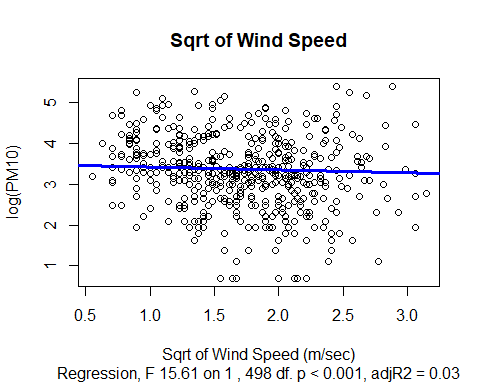 Sqrt of Wind Speed
log(PM10)
5
4
3
2
1
0.5 1.0 1.5 2.0 2.5 3.0
Sqrt of Wind Speed (m/sec)
Regression, F 15.61 on 1 , 498 df. p < 0.001, adjR2 = 0.03